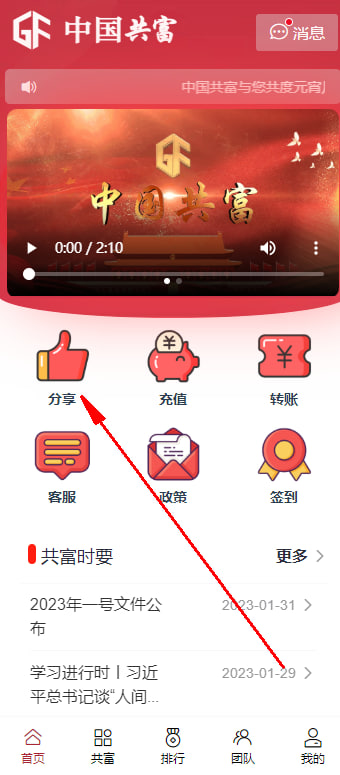 GF 中国共富
消息
中国共富与您共度元宵
GF
中国共富
0:00 / 2:10
分享 充值 转账
客服 政策 签到
共富时要 更多
2023年一号文件公 2023-01-31
布
学习进行时丨习近 2023-01-29
平总书记谈“人间...
首页 共富 排行 团队 我的